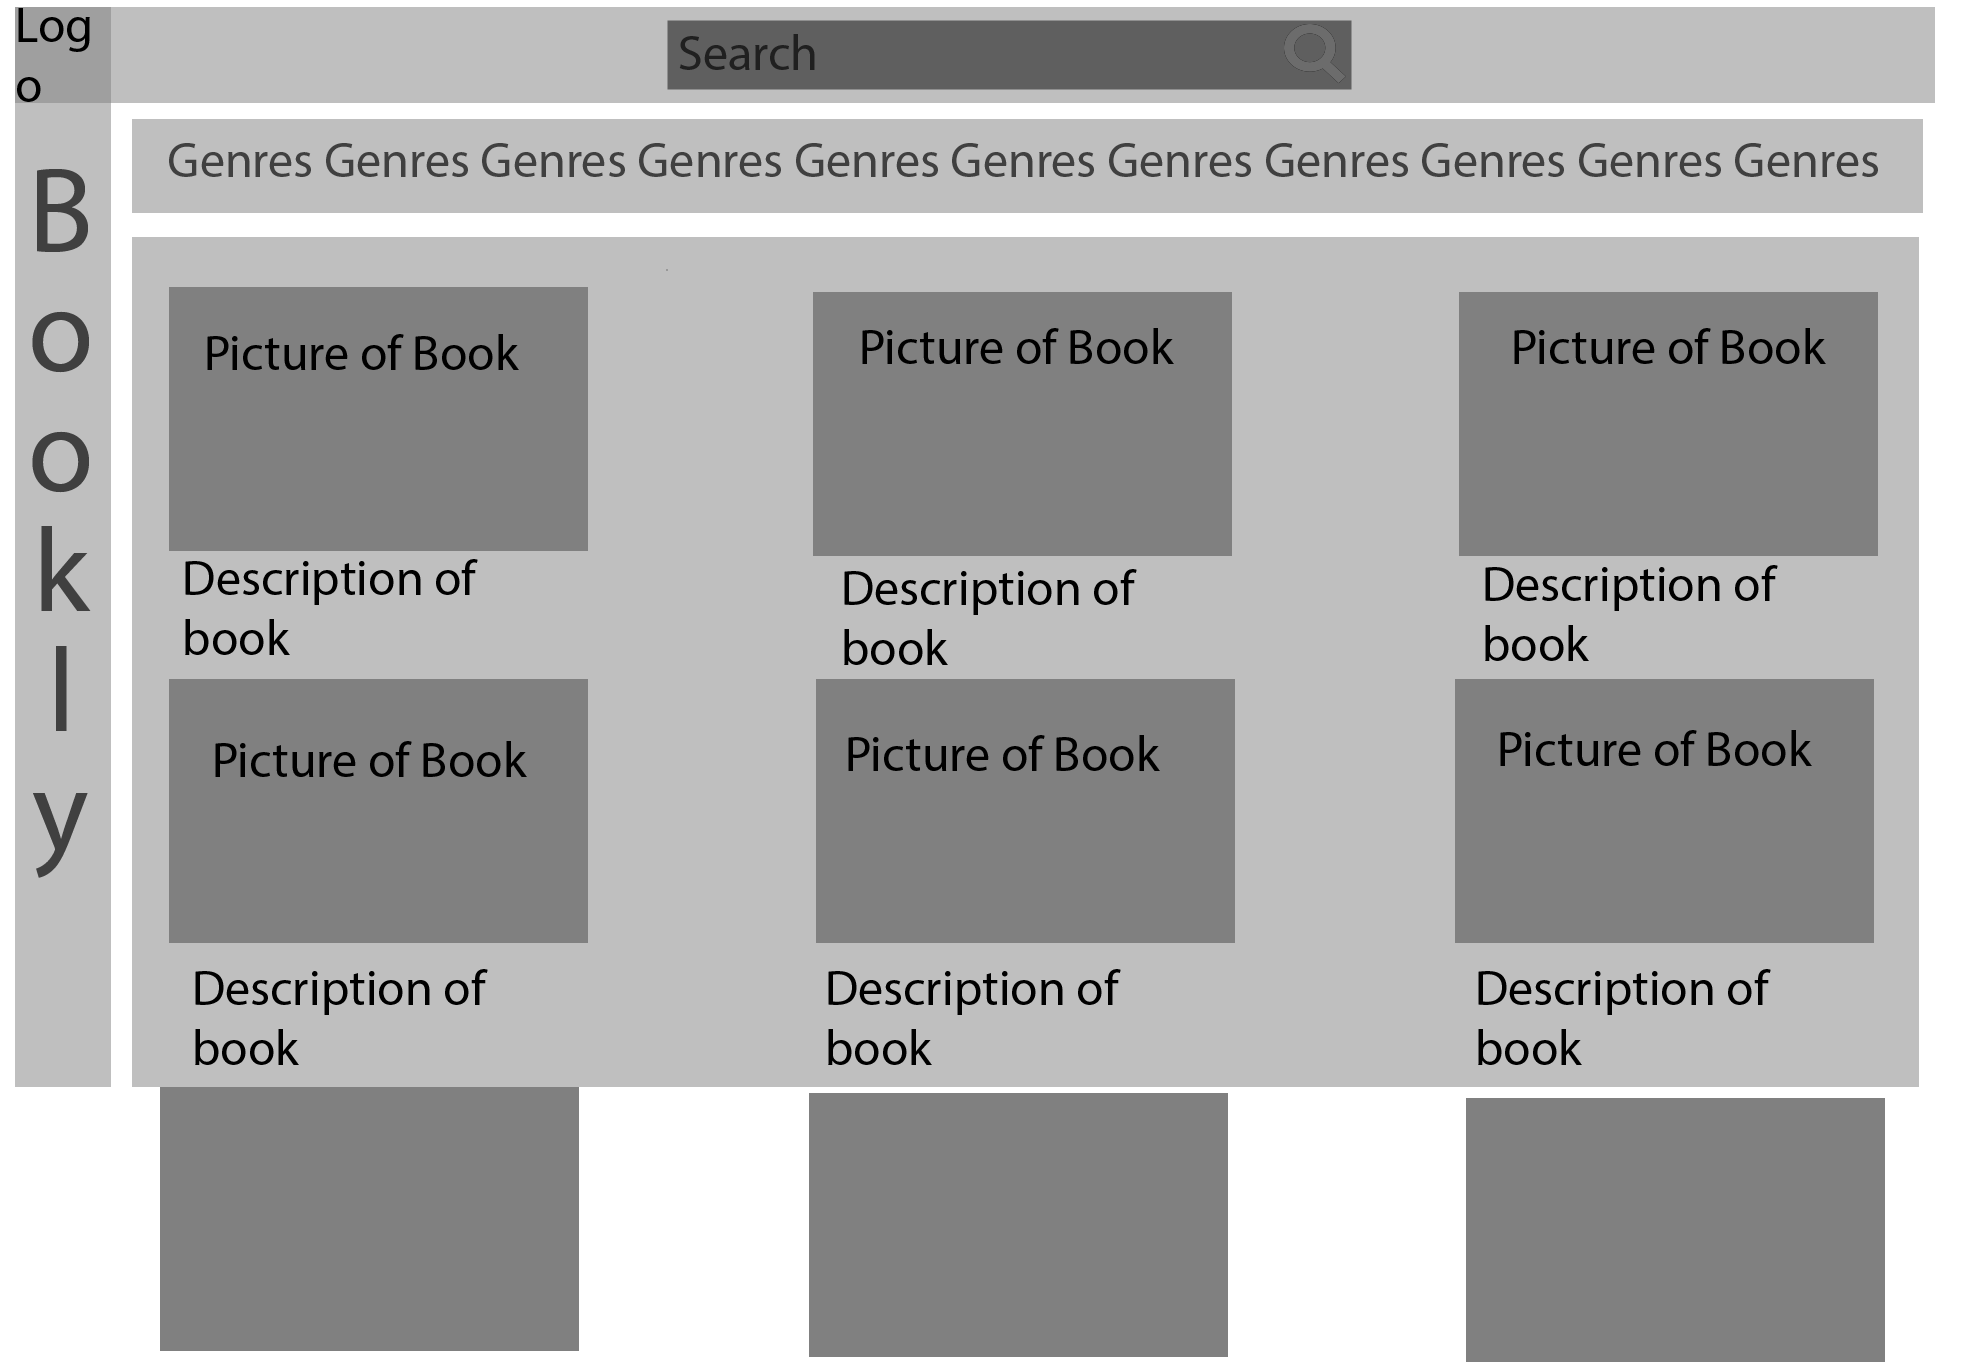 Log
o
Search
Genres Genres Genres Genres Genres Genres Genres Genres Genres Genres Genres
B
o
o
k
l
y
Picture of Book
Picture of Book
Picture of Book
Description of
book
Description of
book
Description of
book
Picture of Book
Picture of Book
Picture of Book
Description of
book
Description of
book
Description of
book